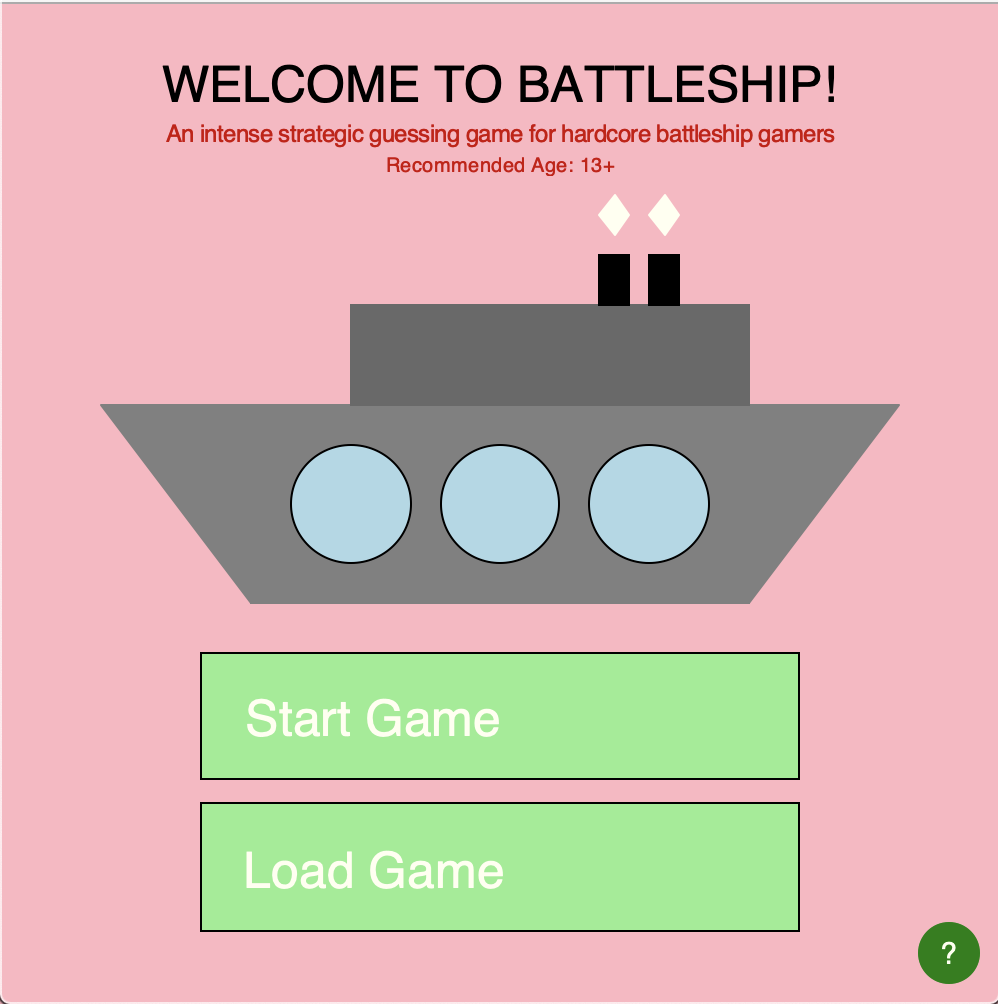 WELCOME TO BATTLESHIP!
An intense strategic guessing game for hardcore battleship gamers
Recommended Age: 13+
Start Game
Load Game
?